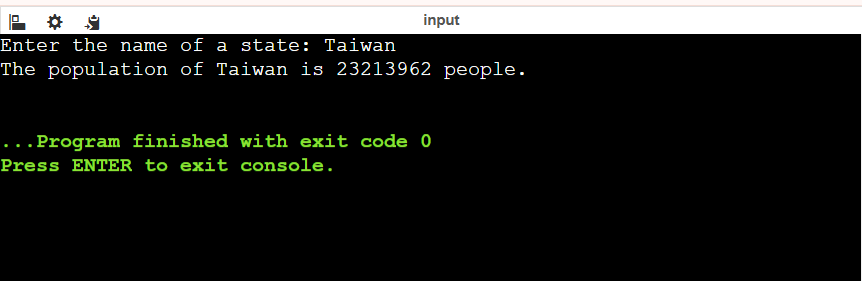 input
Enter the name of a state: Taiwan
The population of Taiwan is 23213962 people.
...Program finished with exit code 0
Press ENTER to exit console.